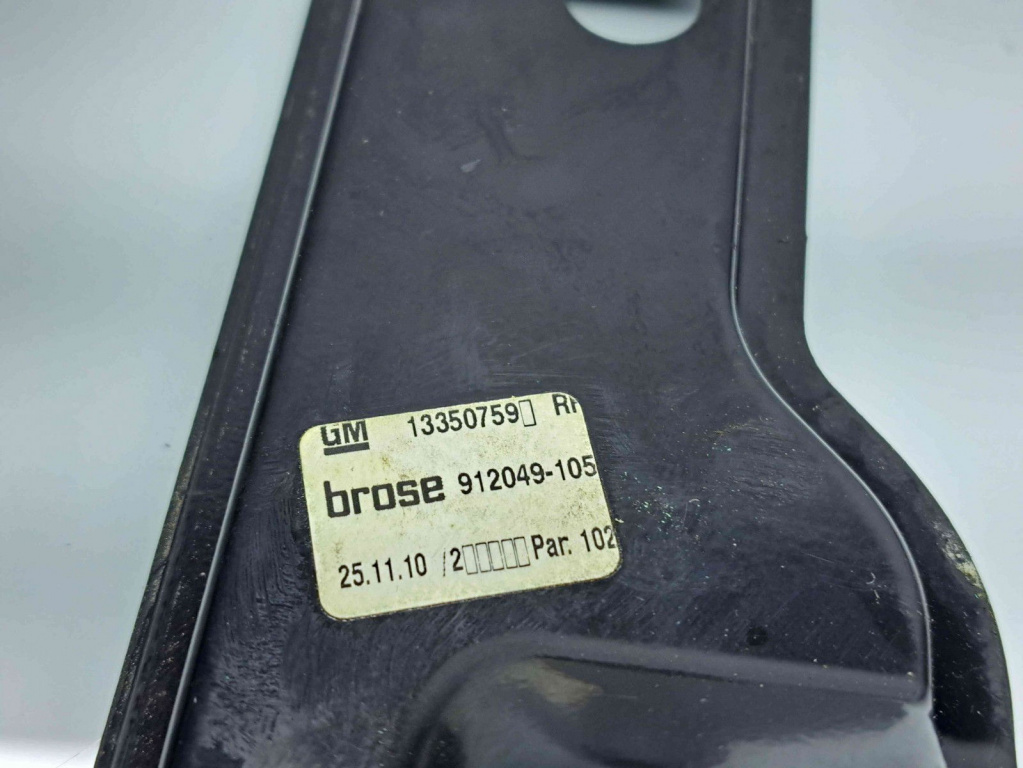 GM 13350759▯
brose 912049-105
25.11.10 /2▯▯▯▯▯ Par. 102